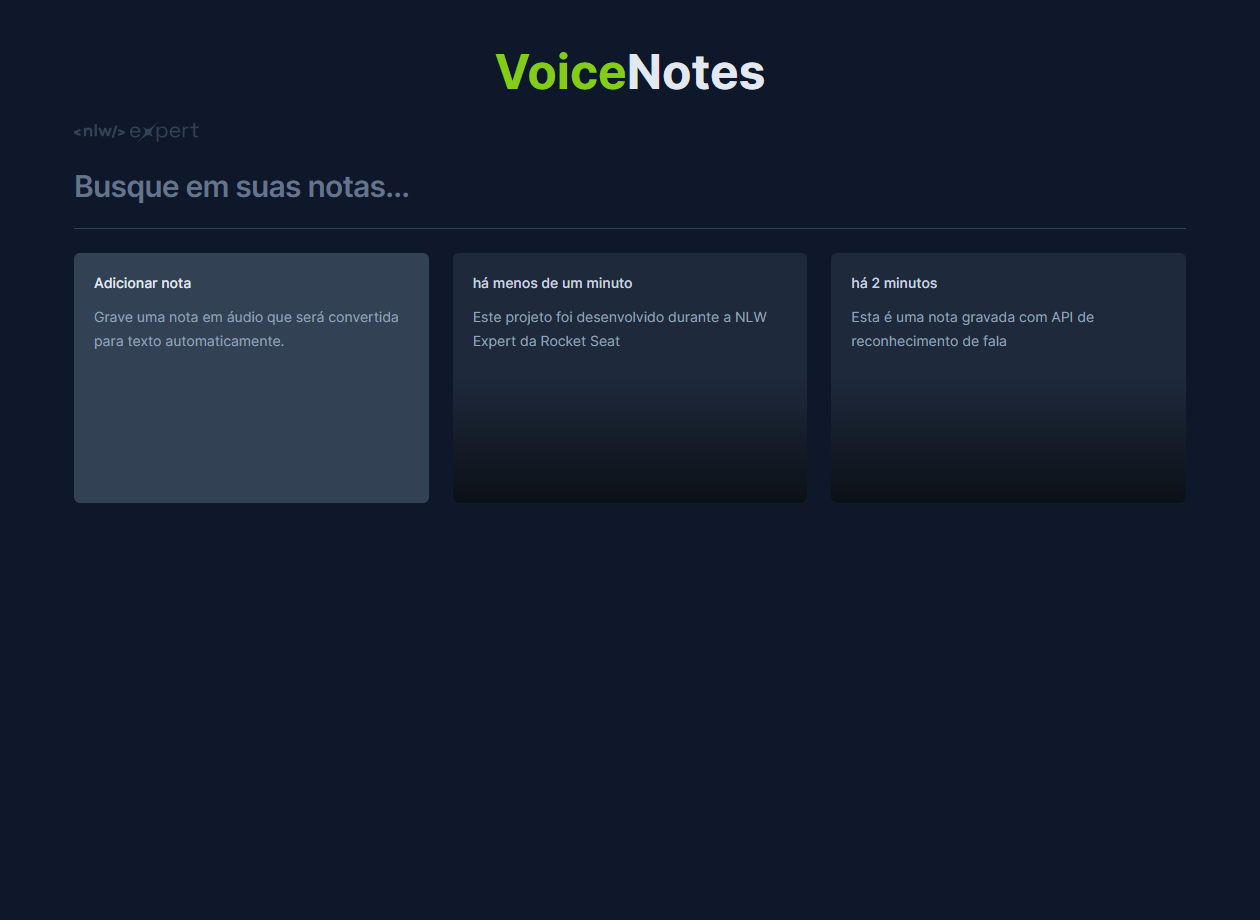 VoiceNotes
<nlw/> expert
Busque em suas notas...
Adicionar nota
Grave uma nota em áudio que será convertida
para texto automaticamente.
há menos de um minuto
Este projeto foi desenvolvido durante a NLW
Expert da Rocket Seat
há 2 minutos
Esta é uma nota gravada com API de
reconhecimento de fala